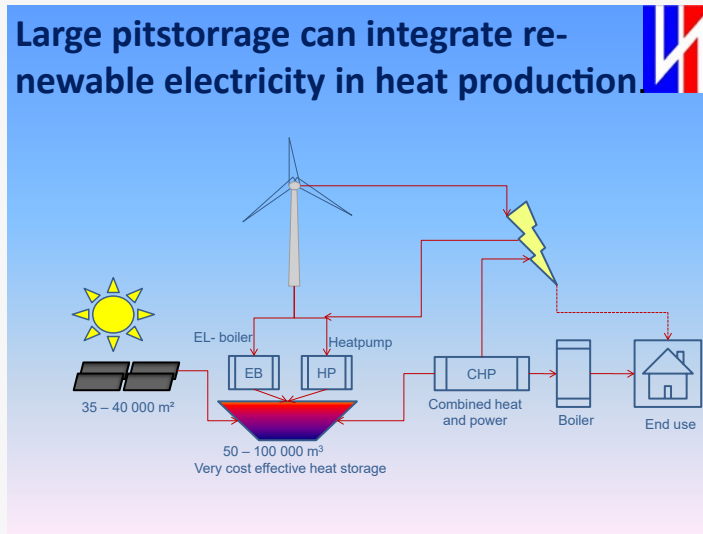 Large pitstorrage can integrate re-
newable electricity in heat production.
EL- boiler
Heatpump
EB
HP
CHP
35 – 40 000 m²
Combined heat
and power
Boiler
End use
50 – 100 000 m³
Very cost effective heat storage